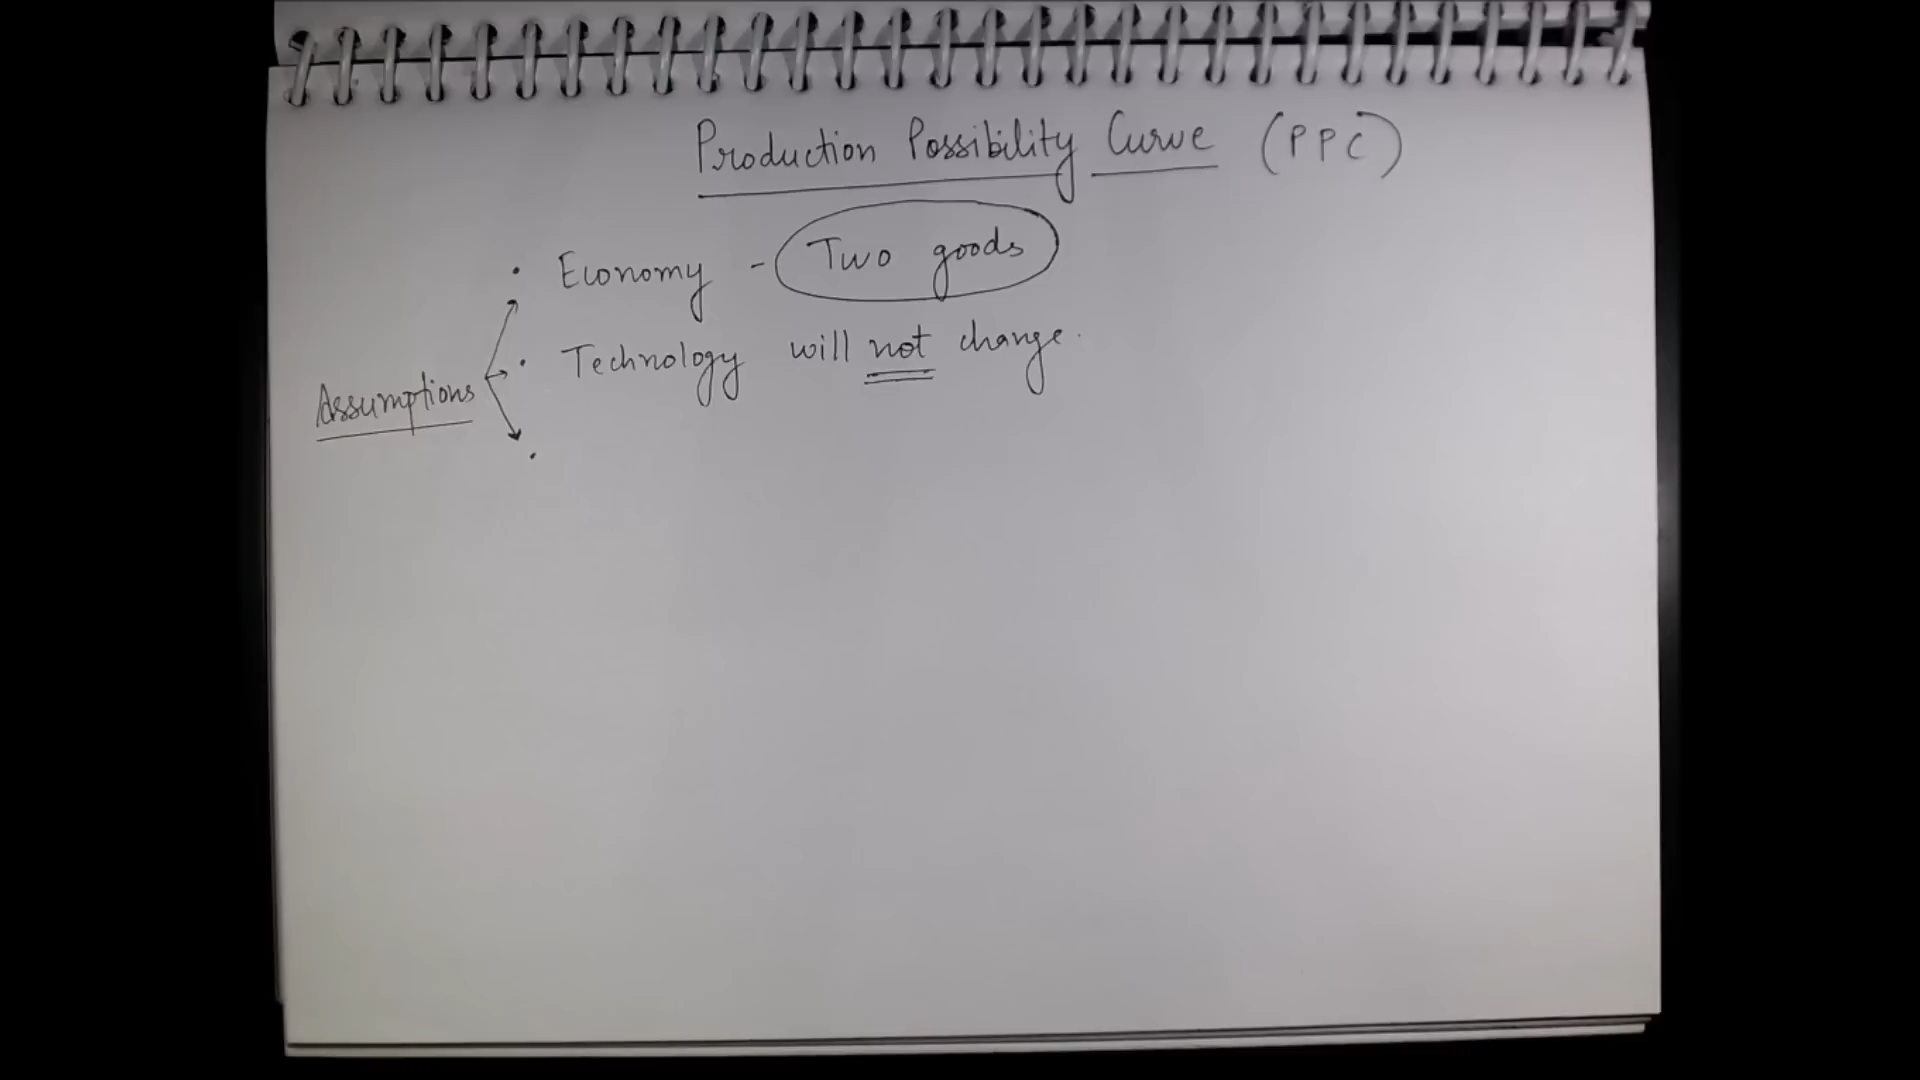 Production Possibility Curve (PPC)
• Economy - Two goods
• Technology will not change.
Assumptions
•